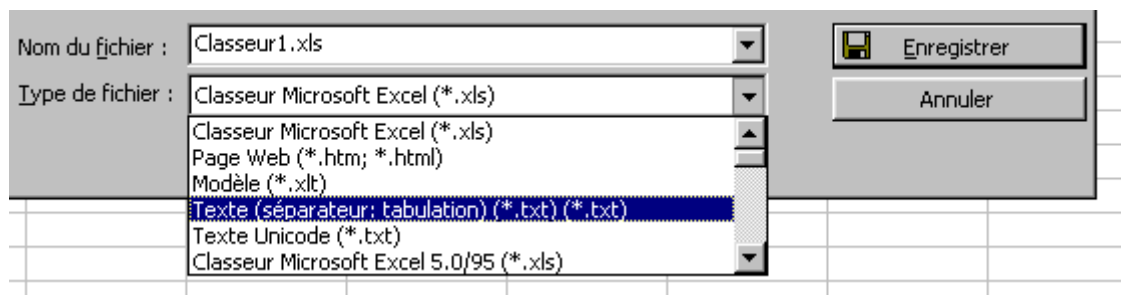 Nom du fichier : Classeur1.xls Enregistrer
Type de fichier : Classeur Microsoft Excel (*.xls) Annuler
Classeur Microsoft Excel (*.xls)
Page Web (*.htm; *.html)
Modèle (*.xlt)
Texte (séparateur: tabulation) (*.txt) (*.txt)
Texte Unicode (*.txt)
Classeur Microsoft Excel 5.0/95 (*.xls)